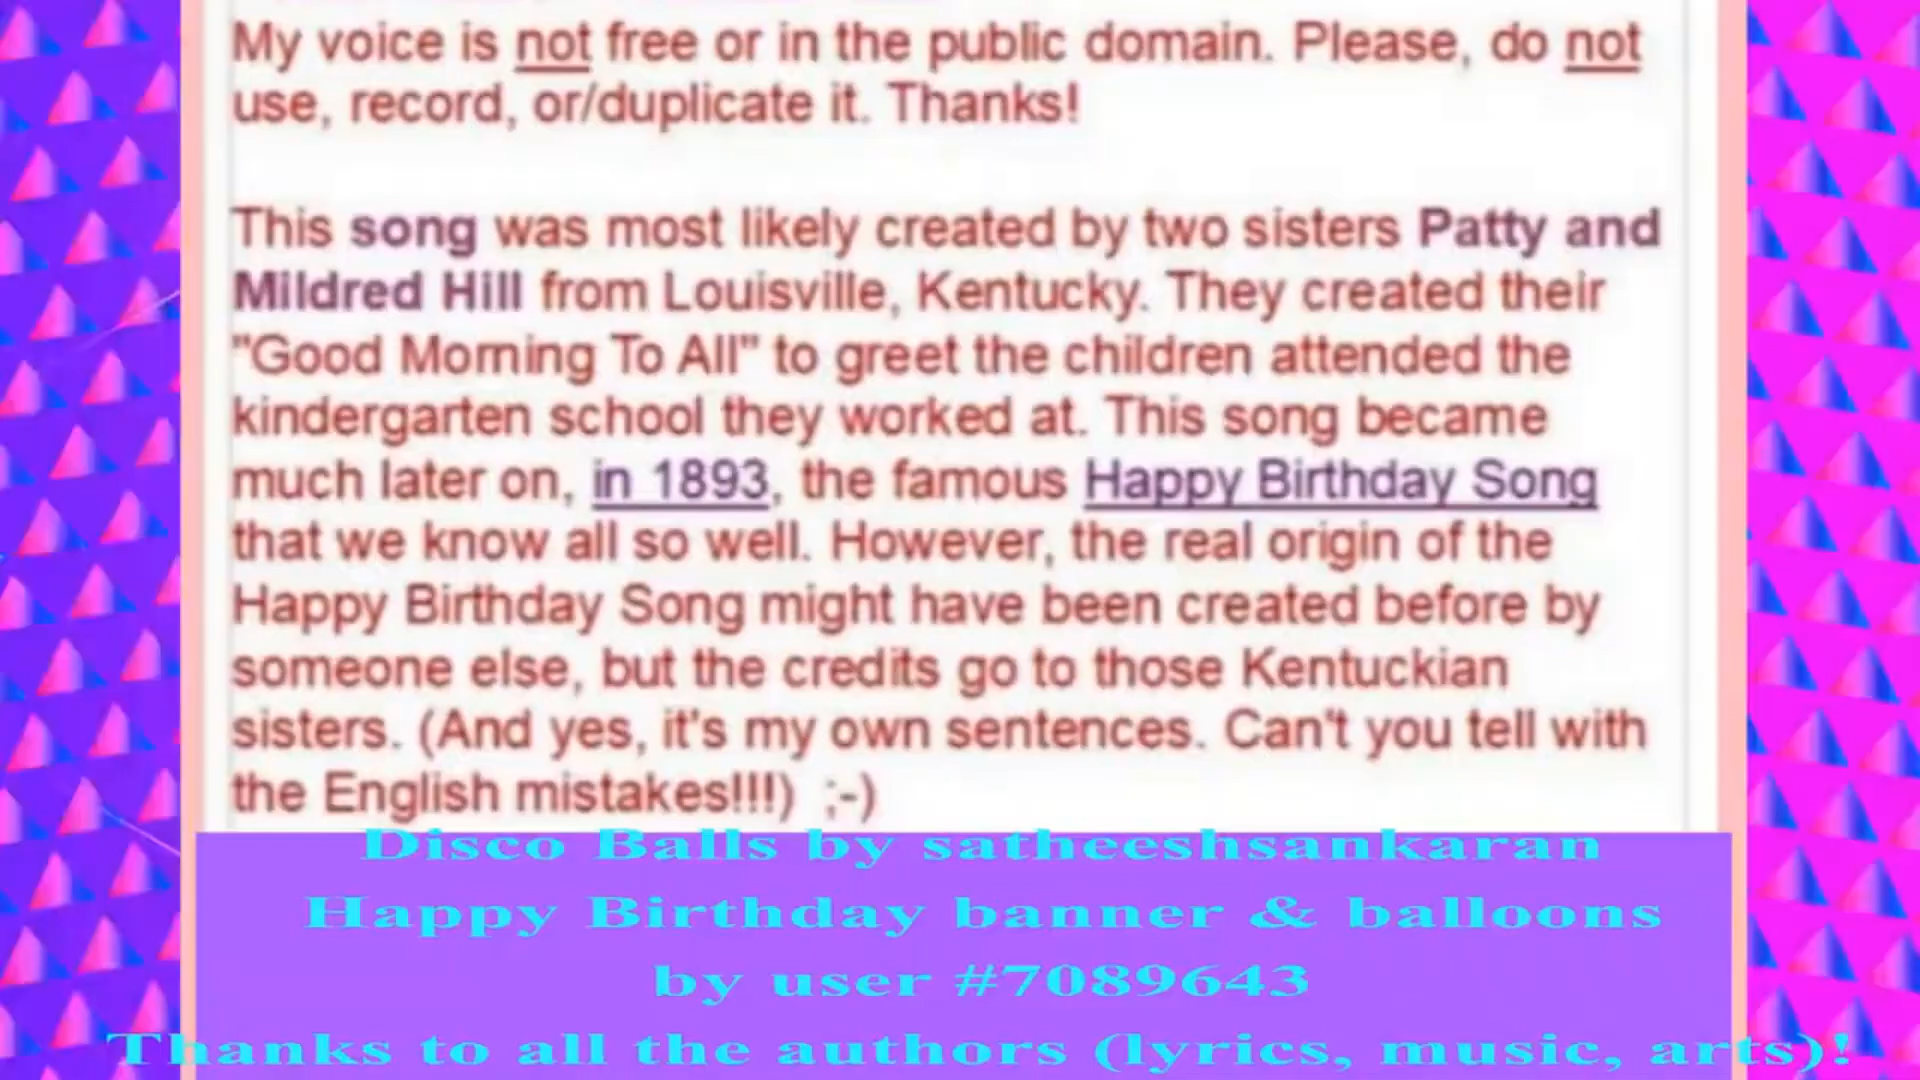 My voice is not free or in the public domain. Please, do not
use, record, or/duplicate it. Thanks!
This song was most likely created by two sisters Patty and
Mildred Hill from Louisville, Kentucky. They created their
"Good Morning To All" to greet the children attended the
kindergarten school they worked at. This song became
much later on, in 1893, the famous Happy Birthday Song
that we know all so well. However, the real origin of the
Happy Birthday Song might have been created before by
someone else, but the credits go to those Kentuckian
sisters. (And yes, it's my own sentences. Can't you tell with
the English mistakes!!!) ;-)
Disco Balls by satheeshsankaran
Happy Birthday banner & balloons
by user #7089643
Thanks to all the authors (lyrics, music, arts)!